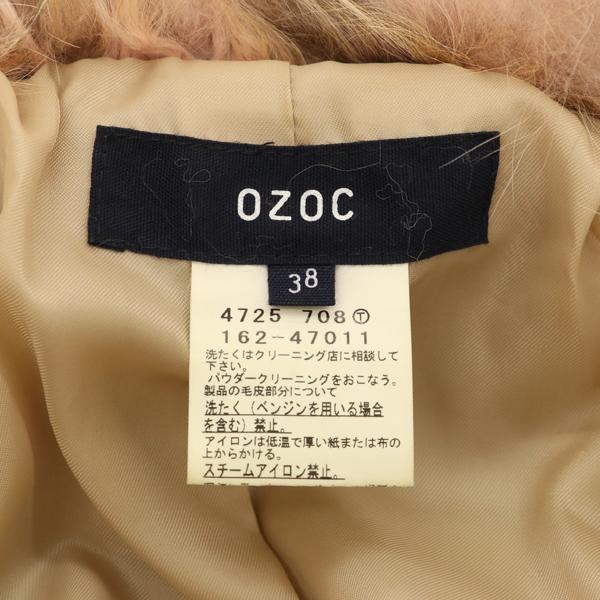 OZOC
38
4725 708 Ⓣ
162-47011
洗たくはクリーニング店に相談して
下さい。
パウダークリーニングをおこなう。
製品の毛皮部分について
洗たく（ベンジンを用いる場合
を含む）禁止。
アイロンは低温で厚い紙または布の
上からかける。
スチームアイロン禁止。